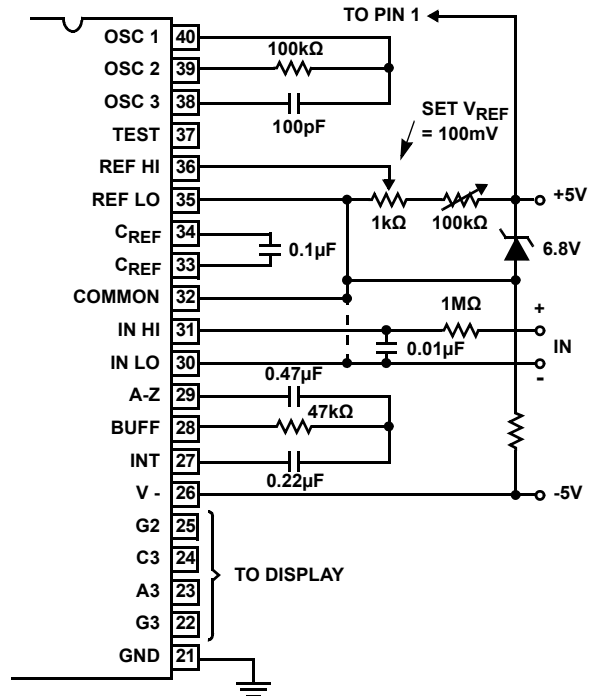 TO PIN 1
OSC 1 40
100kΩ
OSC 2 39
OSC 3 38
100pF
SET VREF
= 100mV
TEST 37
REF HI 36
REF LO 35
1kΩ 100kΩ
+5V
CREF 34
0.1µF
6.8V
CREF 33
COMMON 32
1MΩ
+
IN HI 31
0.01µF
IN
IN LO 30
-
0.47µF
A-Z 29
47kΩ
BUFF 28
INT 27
0.22µF
V - 26
-5V
G2 25
C3 24
TO DISPLAY
A3 23
G3 22
GND 21